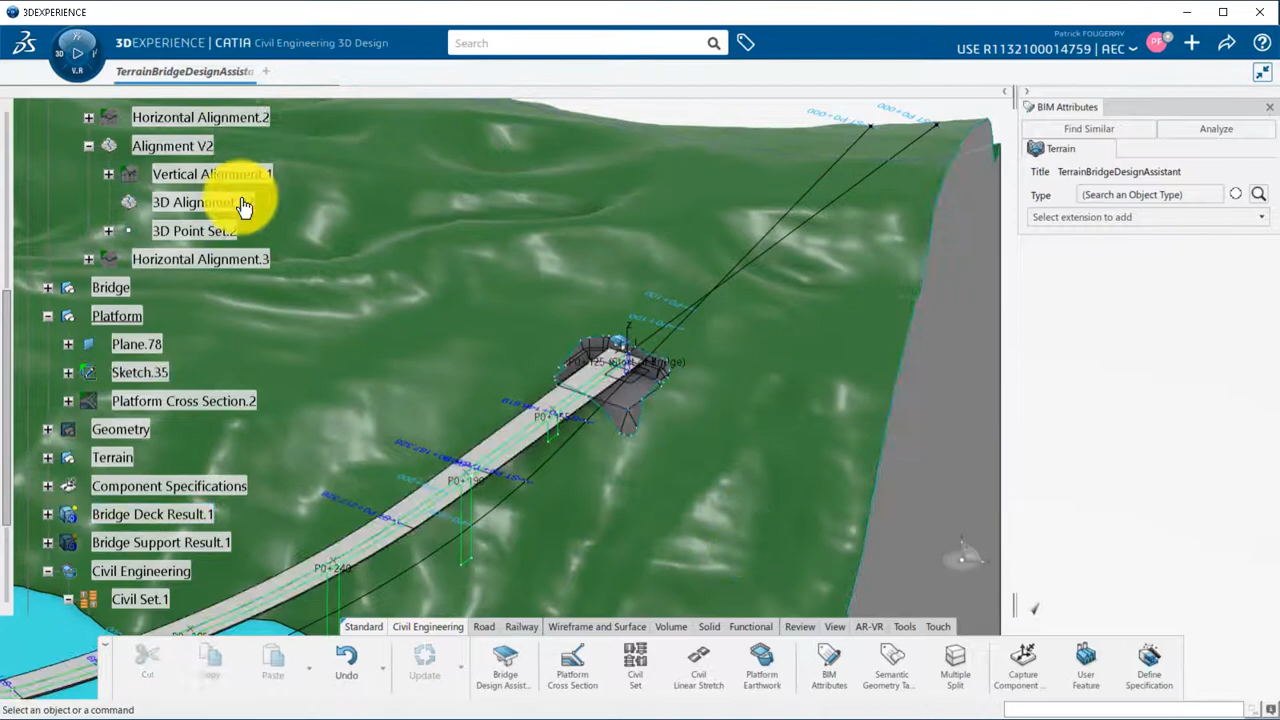 3DEXPERIENCE
3DEXPERIENCE | CATIA Civil Engineering 3D Design
Search
Patrick FOUGERAY
USE R1132100014759 | AEC
PF
3D
V.R
TerrainBridgeDesignAssista
Horizontal Alignment.2
Alignment V2
Vertical Alignment.1
3D Alignment
3D Point Set.2
Horizontal Alignment.3
Bridge
Platform
Plane.78
Sketch.35
Platform Cross Section.2
Geometry
Terrain
Component Specifications
Bridge Deck Result.1
Bridge Support Result.1
Civil Engineering
Civil Set.1
Z
P0+155
P0+190
P0+240
BIM Attributes
Find Similar
Analyze
Terrain
Title TerrainBridgeDesignAssistant
Type (Search an Object Type)
Select extension to add
Standard Civil Engineering Road Railway Wireframe and Surface Volume Solid Functional Review View AR-VR Tools Touch
Cut
Copy
Paste
Undo
Update
Bridge Design Assist...
Platform Cross Section
Civil Set
Civil Linear Stretch
Platform Earthwork
BIM Attributes
Semantic Geometry Ta...
Multiple Split
Capture Component ...
User Feature
Define Specification
Select an object or a command